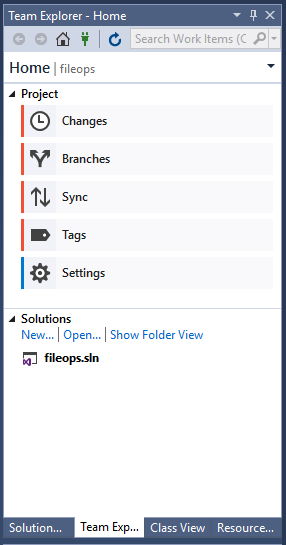 Team Explorer - Home
Search Work Items (C
Home | fileops
Project
Changes
Branches
Sync
Tags
Settings
Solutions
New... | Open... | Show Folder View
fileops.sln
Solution... Team Exp... Class View Resource...